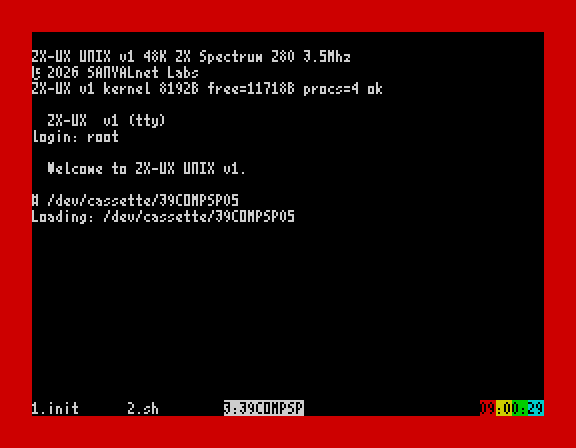 ZX-UX UNIX v1 48K ZX Spectrum Z80 3.5Mhz
© 2026 SANYALnet Labs
ZX-UX v1 kernel 8192B free=11718B procs=4 ok
ZX-UX  v1 (tty)
login: root
Welcome to ZX-UX UNIX v1.
# /dev/cassette/39COMPSP05
Loading: /dev/cassette/39COMPSP05
1.init 2.sh 3.39COMPSP 09:00:29